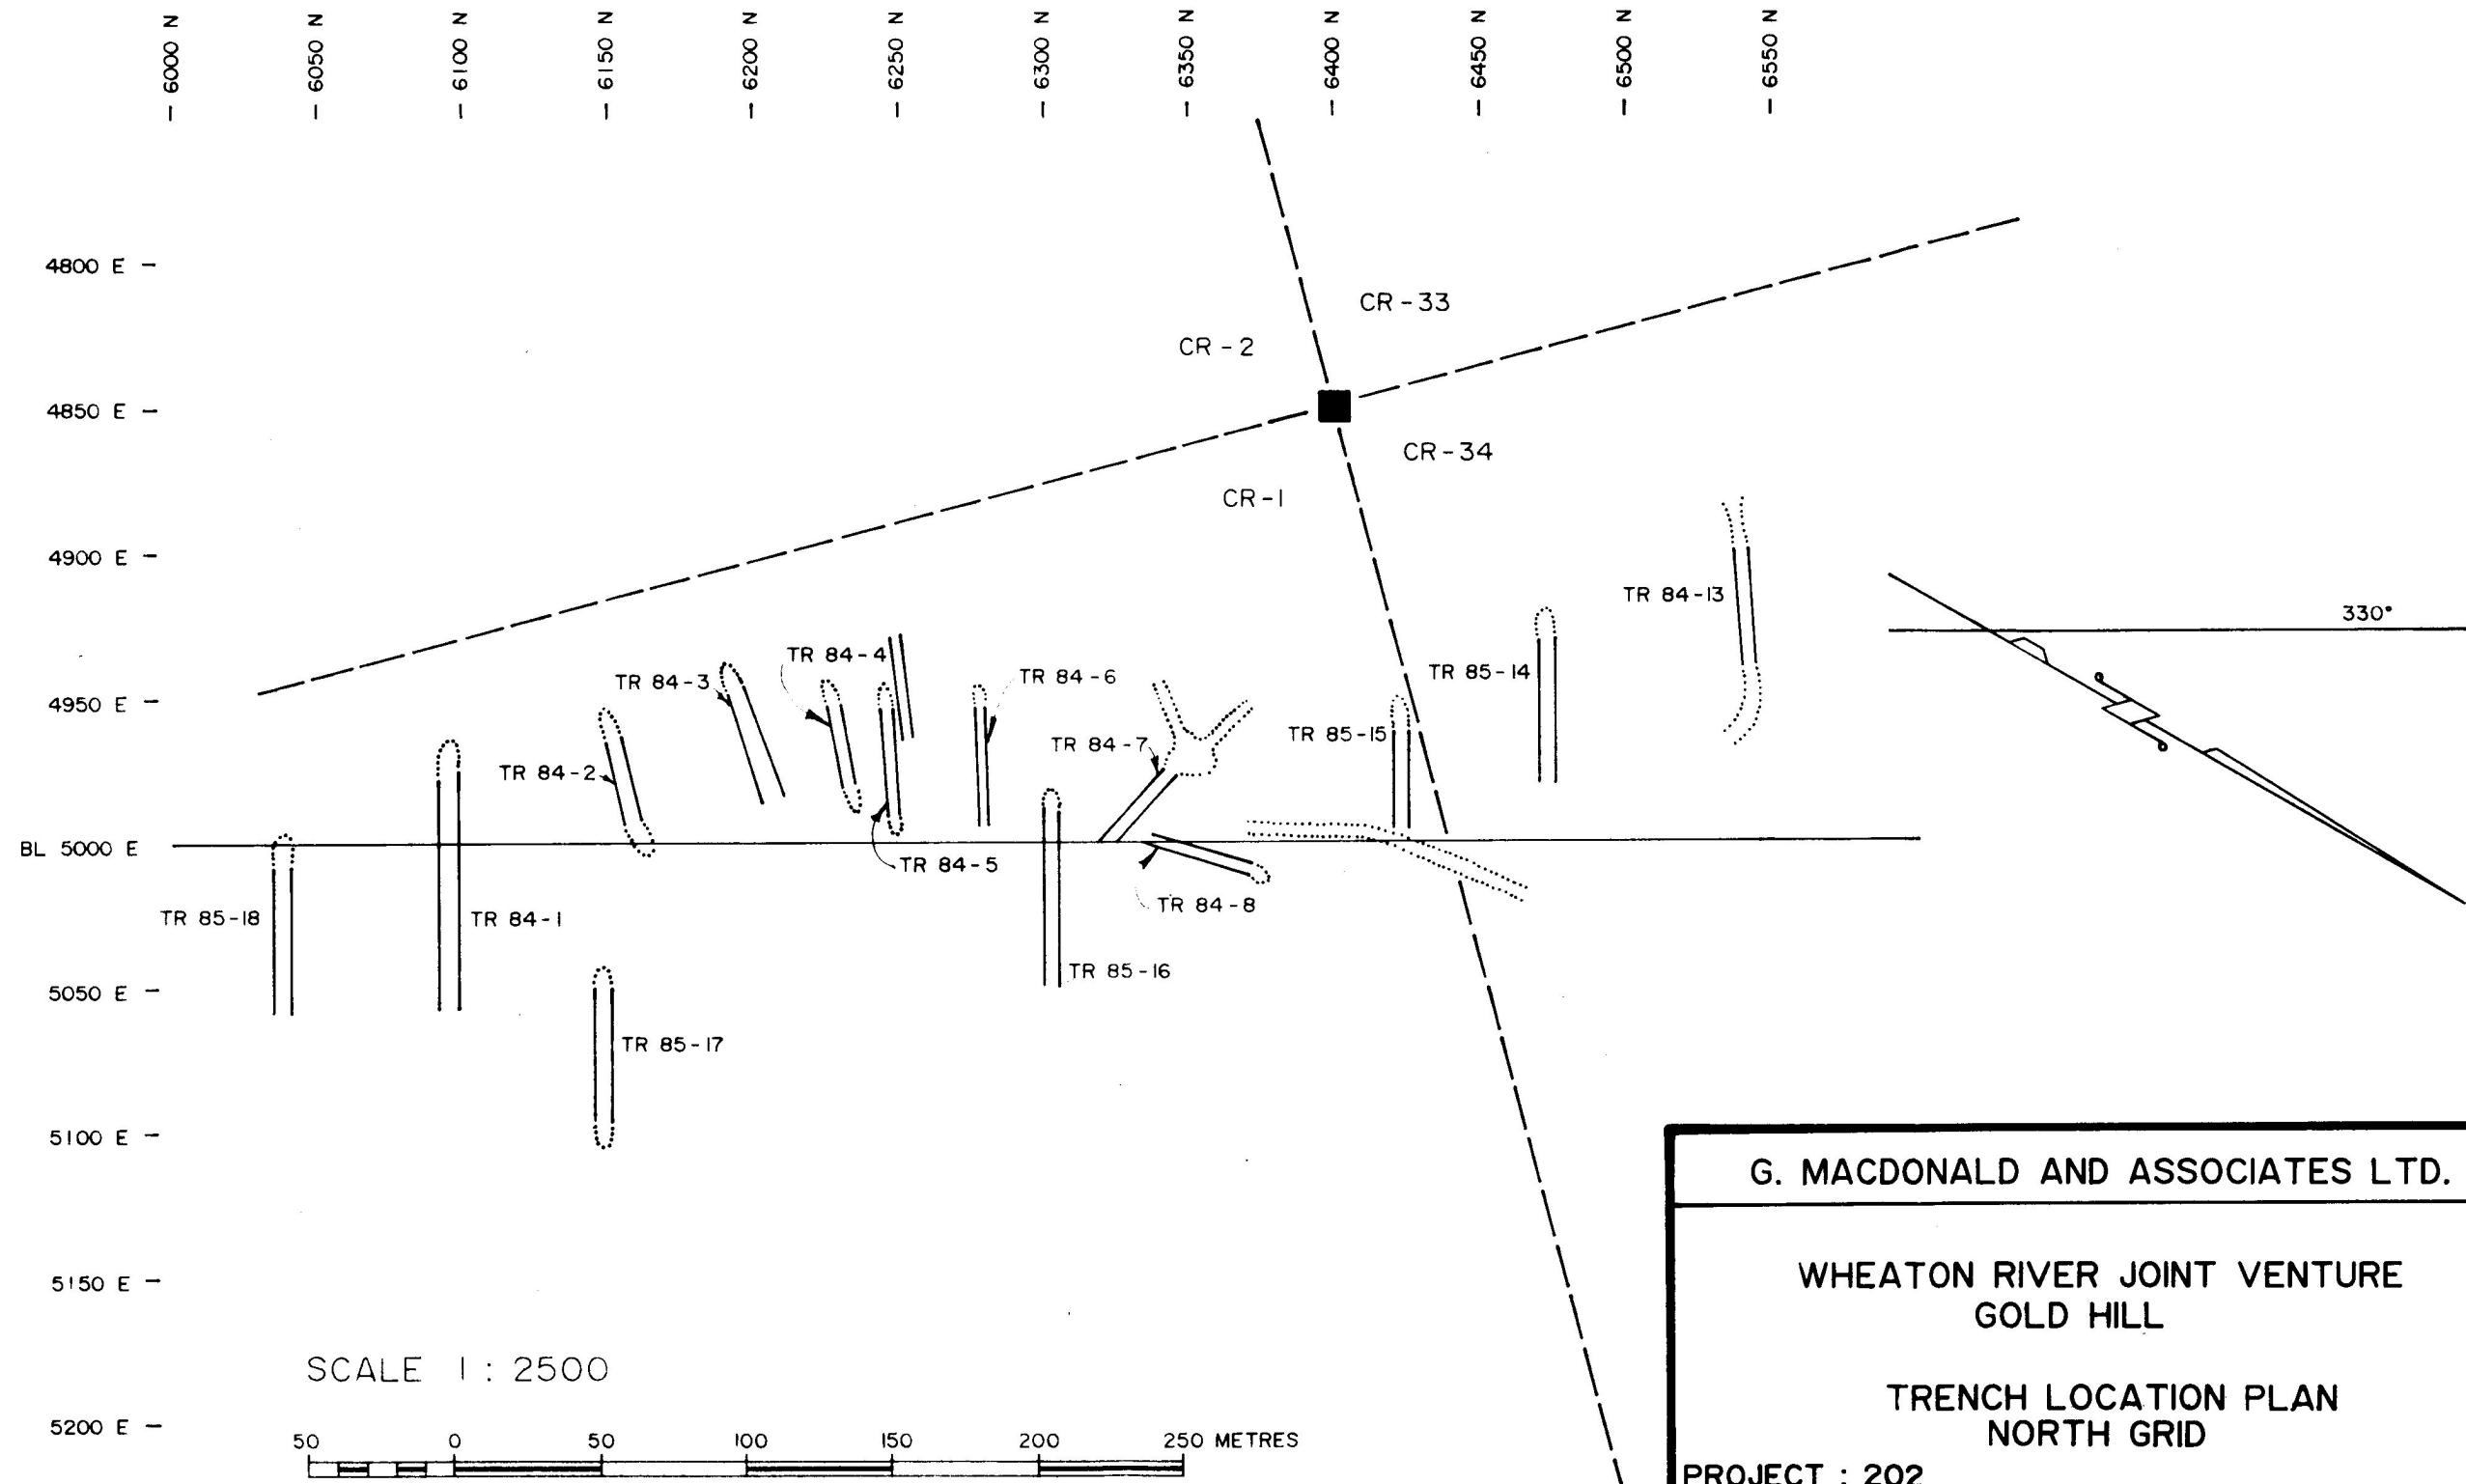 6000 N
6050 N
6100 N
6150 N
6200 N
6250 N
6300 N
6350 N
6400 N
6450 N
6500 N
6550 N
4800 E
CR-33
CR-2
4850 E
CR-34
CR-1
4900 E
TR 84-13
330°
TR 84-4
TR 84-3
TR 84-6
TR 85-14
4950 E
TR 85-15
TR 84-7
TR 84-2
BL 5000 E
TR 84-5
TR 84-8
TR 85-18
TR 84-1
TR 85-16
5050 E
TR 85-17
5100 E
5150 E
5200 E
SCALE 1 : 2500
50 0 50 100 150 200 250 METRES
G. MACDONALD AND ASSOCIATES LTD.
WHEATON RIVER JOINT VENTURE
GOLD HILL
TRENCH LOCATION PLAN
NORTH GRID
PROJECT : 202